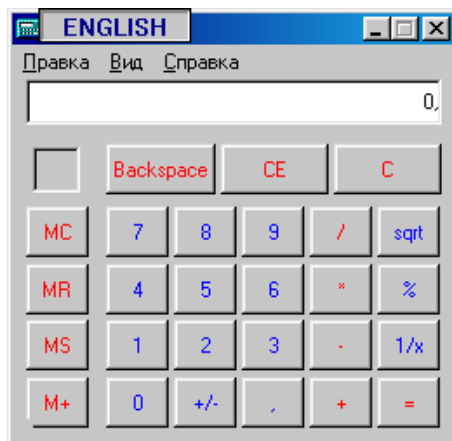 ENGLISH
Правка Вид Справка
0,
Backspace CE C
MC 7 8 9 / sqrt
MR 4 5 6 * %
MS 1 2 3 - 1/x
M+ 0 +/- , + =